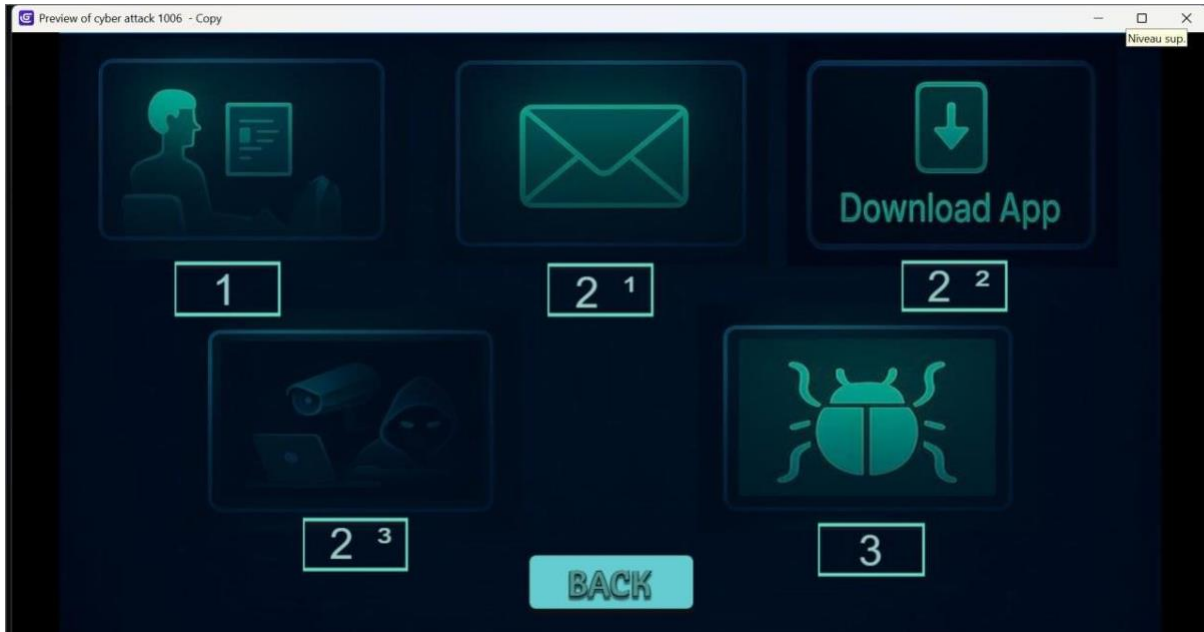 Preview of cyber attack 1006 - Copy
Niveau sup.
Download App
1
2 ¹
2 ²
2 ³
3
BACK